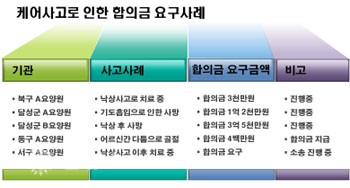 케어사고로 인한 합의금 요구사례
기관 사고사례 합의금 요구금액 비고
• 북구 A요양원 • 낙상사고로 치료 중 • 합의금 3천만원 • 진행중
• 달성군 A요양원 • 기도흡입으로 인한 사망 • 합의금 1억 2천만원 • 진행중
• 달성군 B요양원 • 낙상 후 사망 • 합의금 3억 5천만원 • 진행중
• 동구 A요양원 • 어르신간 다툼으로 골절 • 합의금 4백만원 • 합의금 지급
• 서구 A요양원 • 낙상사고 이후 치료 중 • 합의금 요구 • 소송 진행 중